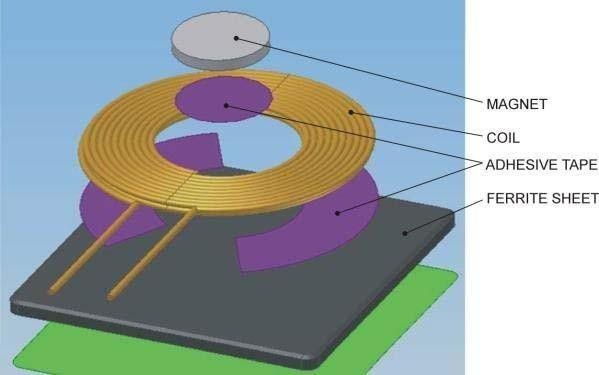 MAGNET
COIL
ADHESIVE TAPE
FERRITE SHEET